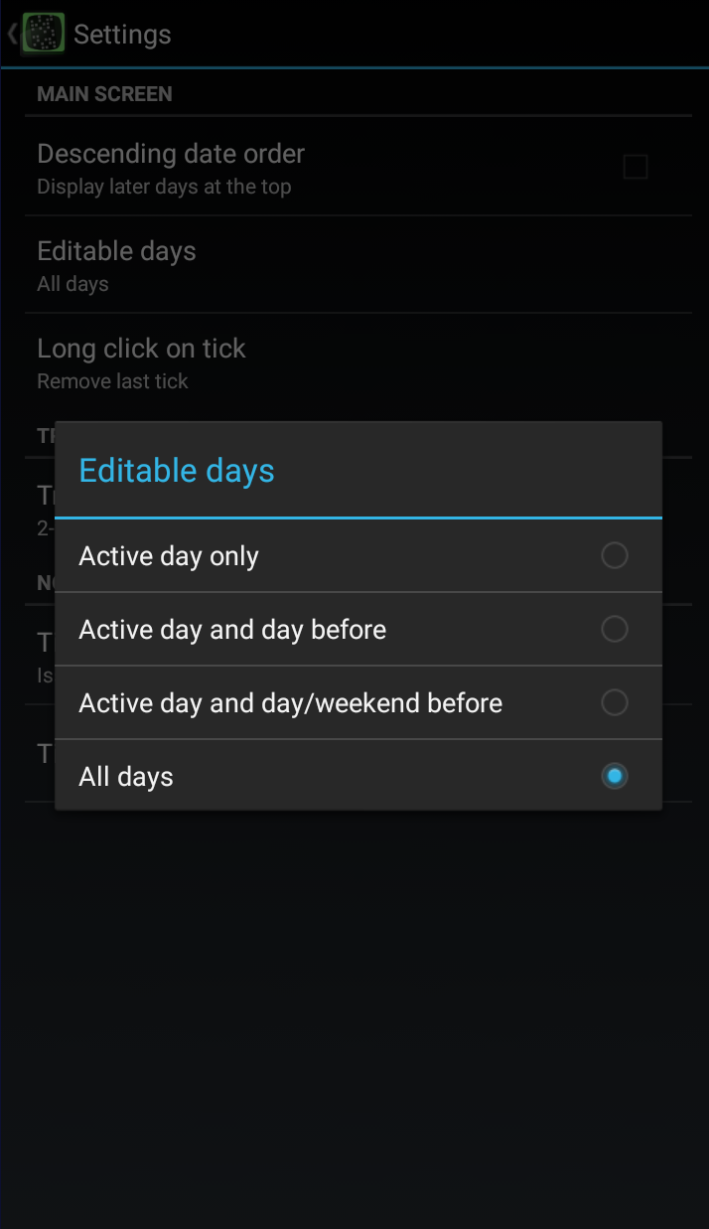 Settings
MAIN SCREEN
Descending date order
Display later days at the top
Editable days
All days
Long click on tick
Remove last tick
Editable days
Active day only
Active day and day before
Active day and day/weekend before
All days